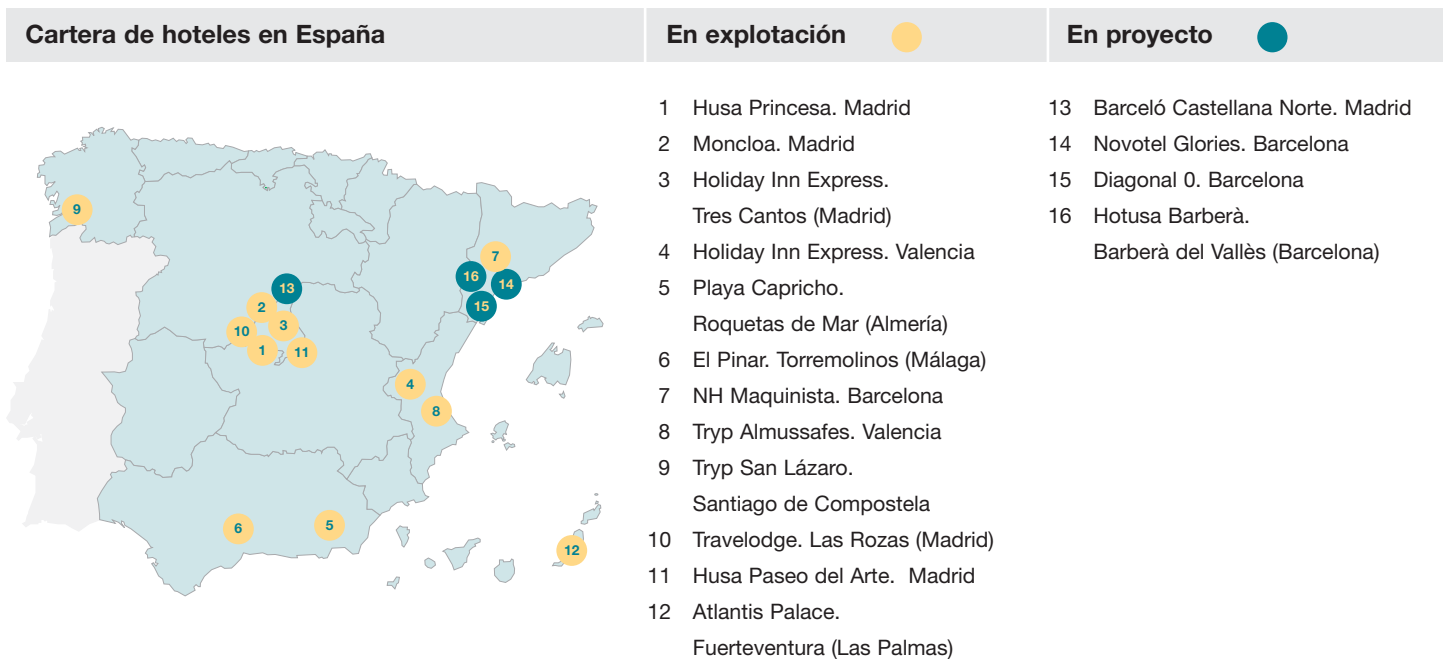 Cartera de hoteles en España
En explotación
En proyecto
1 Husa Princesa. Madrid
2 Moncloa. Madrid
3 Holiday Inn Express.
Tres Cantos (Madrid)
4 Holiday Inn Express. Valencia
5 Playa Capricho.
Roquetas de Mar (Almería)
6 El Pinar. Torremolinos (Málaga)
7 NH Maquinista. Barcelona
8 Tryp Almussafes. Valencia
9 Tryp San Lázaro.
Santiago de Compostela
10 Travelodge. Las Rozas (Madrid)
11 Husa Paseo del Arte. Madrid
12 Atlantis Palace.
Fuerteventura (Las Palmas)
13 Barceló Castellana Norte. Madrid
14 Novotel Glories. Barcelona
15 Diagonal 0. Barcelona
16 Hotusa Barberà.
Barberà del Vallès (Barcelona)
9
7
16
14
13
15
2
3
10
1
11
4
8
6
5
12